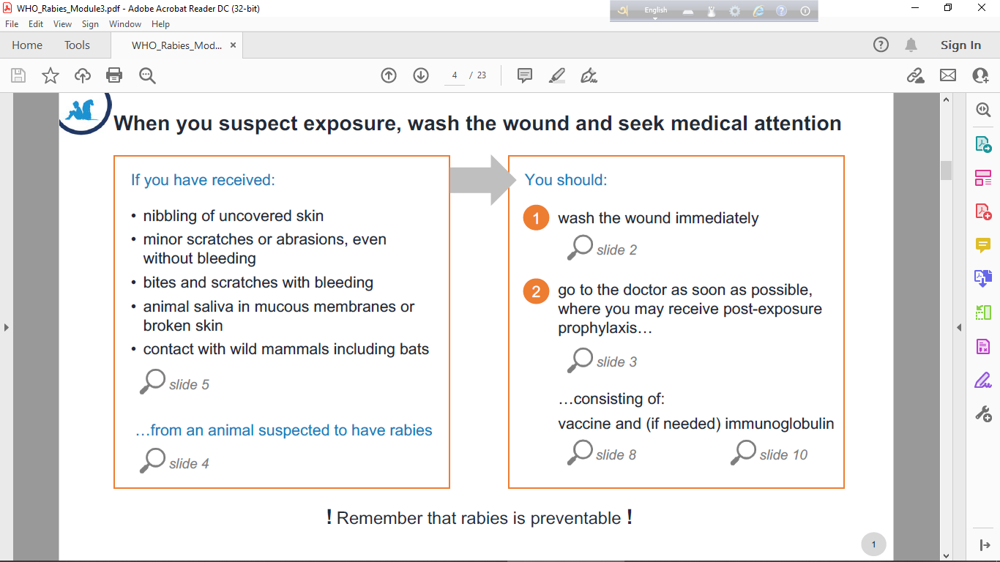 WHO_Rabies_Module3.pdf - Adobe Acrobat Reader DC (32-bit)
English
File Edit View Sign Window Help
Home Tools WHO_Rabies_Mod... ×
Sign In
4 / 23
When you suspect exposure, wash the wound and seek medical attention
If you have received:
• nibbling of uncovered skin
• minor scratches or abrasions, even
without bleeding
• bites and scratches with bleeding
• animal saliva in mucous membranes or
broken skin
• contact with wild mammals including bats
slide 5
…from an animal suspected to have rabies
slide 4
You should:
1 wash the wound immediately
slide 2
2 go to the doctor as soon as possible,
where you may receive post-exposure
prophylaxis…
slide 3
…consisting of:
vaccine and (if needed) immunoglobulin
slide 8 slide 10
! Remember that rabies is preventable !
1